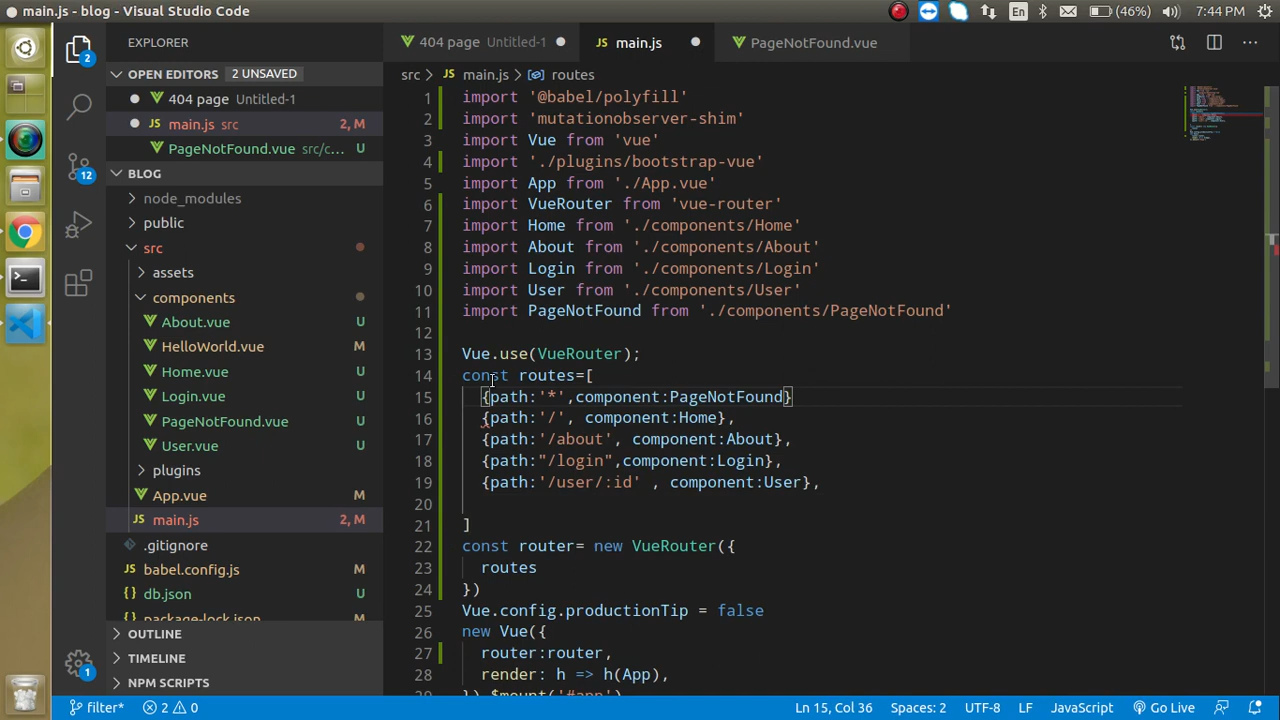 main.js - blog - Visual Studio Code
En
(46%)
7:44 PM
EXPLORER
OPEN EDITORS 2 UNSAVED
404 page Untitled-1
main.js src 2, M
PageNotFound.vue src/c... U
BLOG
node_modules
public
src
assets
components
About.vue U
HelloWorld.vue M
Home.vue U
Login.vue U
PageNotFound.vue U
User.vue U
plugins
App.vue M
main.js 2, M
.gitignore
babel.config.js
db.json
package-lock.json
OUTLINE
TIMELINE
NPM SCRIPTS
2
12
1
404 page Untitled-1
main.js
PageNotFound.vue
src > main.js > routes
1 import '@babel/polyfill'
2 import 'mutationobserver-shim'
3 import Vue from 'vue'
4 import './plugins/bootstrap-vue'
5 import App from './App.vue'
6 import VueRouter from 'vue-router'
7 import Home from './components/Home'
8 import About from './components/About'
9 import Login from './components/Login'
10 import User from './components/User'
11 import PageNotFound from './components/PageNotFound'
12
13 Vue.use(VueRouter);
14 const routes=[
15 {path:'*',component:PageNotFound}
16 {path:'/', component:Home},
17 {path:'/about', component:About},
18 {path:"/login",component:Login},
19 {path:'/user/:id' , component:User},
20
21 ]
22 const router= new VueRouter({
23 routes
24 })
25 Vue.config.productionTip = false
26 new Vue({
27 router:router,
28 render: h => h(App),
29 }).$mount('#app')
filter*
2 0
Ln 15, Col 36
Spaces: 2
UTF-8
LF
JavaScript
Go Live